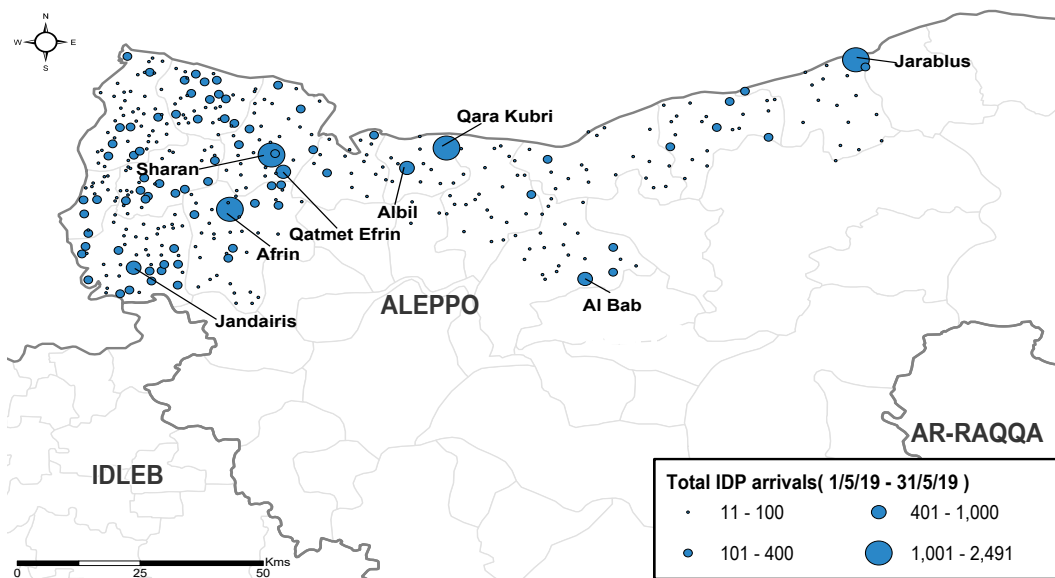 N
W E
S
Jarablus
Qara Kubri
Sharan
Albil
Qatmet Efrin
Afrin
Al Bab
ALEPPO
Jandairis
AR-RAQQA
IDLEB
Total IDP arrivals( 1/5/19 - 31/5/19 )
11 - 100
401 - 1,000
101 - 400
1,001 - 2,491
0 25 50 Kms